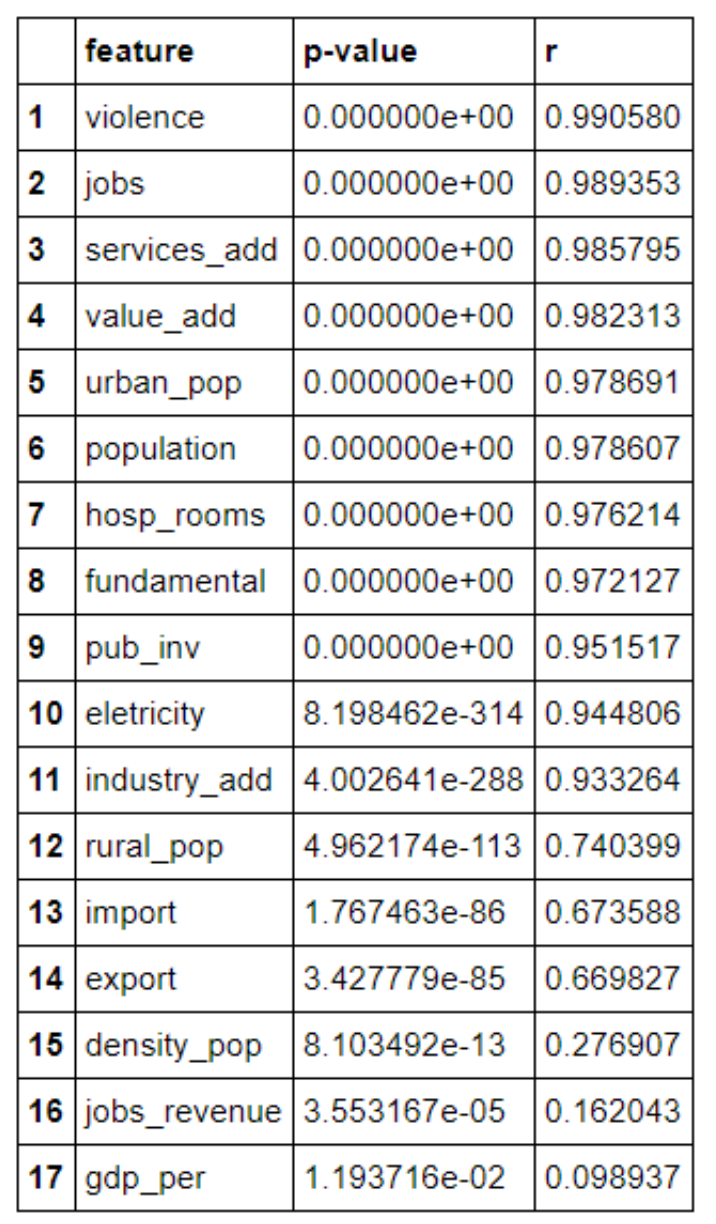 feature p-value r
1 violence 0.000000e+00 0.990580
2 jobs 0.000000e+00 0.989353
3 services_add 0.000000e+00 0.985795
4 value_add 0.000000e+00 0.982313
5 urban_pop 0.000000e+00 0.978691
6 population 0.000000e+00 0.978607
7 hosp_rooms 0.000000e+00 0.976214
8 fundamental 0.000000e+00 0.972127
9 pub_inv 0.000000e+00 0.951517
10 eletricity 8.198462e-314 0.944806
11 industry_add 4.002641e-288 0.933264
12 rural_pop 4.962174e-113 0.740399
13 import 1.767463e-86 0.673588
14 export 3.427779e-85 0.669827
15 density_pop 8.103492e-13 0.276907
16 jobs_revenue 3.553167e-05 0.162043
17 gdp_per 1.193716e-02 0.098937